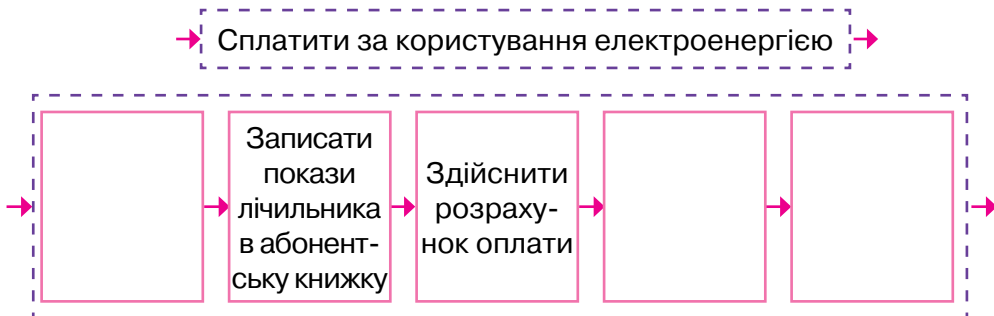 Сплатити за користування електроенергією
Записати
покази
лічильника
в абонент-
ську книжку
Здійснити
розраху-
нок оплати